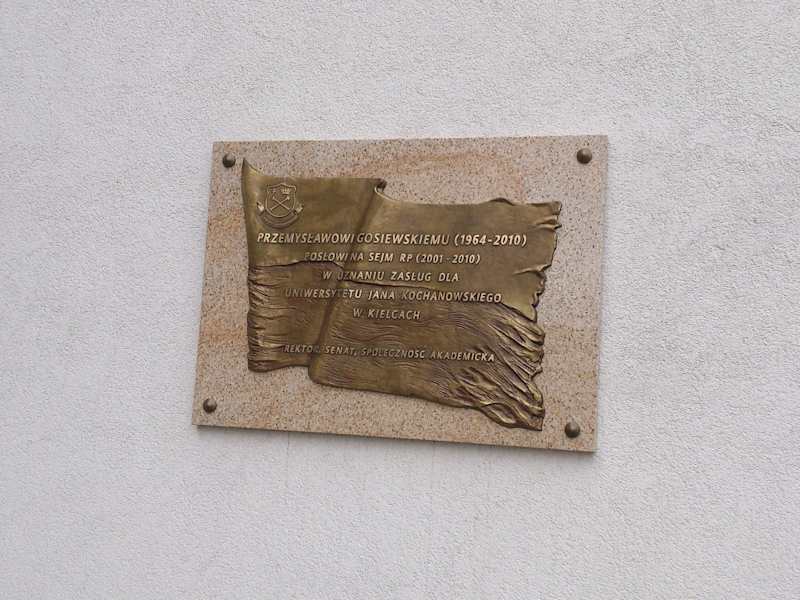 PRZEMYSŁAWOWI GOSIEWSKIEMU (1964-2010)
POSŁOWI NA SEJM RP (2001-2010)
W UZNANIU ZASŁUG DLA
UNIWERSYTETU JANA KOCHANOWSKIEGO
W KIELCACH
REKTOR, SENAT, SPOŁECZNOŚĆ AKADEMICKA